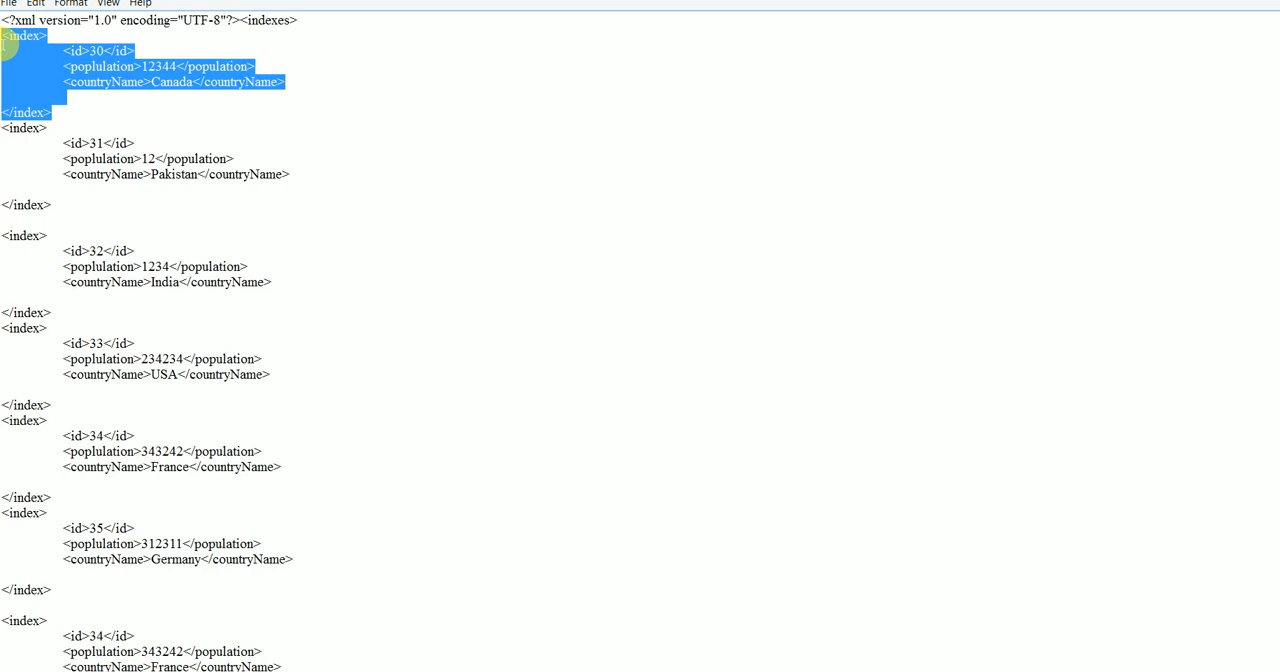 File Edit Format View Help
<?xml version="1.0" encoding="UTF-8"?><indexes>
<index>
<id>30</id>
<poplulation>12344</population>
<countryName>Canada</countryName>
</index>
<index>
<id>31</id>
<poplulation>12</population>
<countryName>Pakistan</countryName>
</index>
<index>
<id>32</id>
<poplulation>1234</population>
<countryName>India</countryName>
</index>
<index>
<id>33</id>
<poplulation>234234</population>
<countryName>USA</countryName>
</index>
<index>
<id>34</id>
<poplulation>343242</population>
<countryName>France</countryName>
</index>
<index>
<id>35</id>
<poplulation>312311</population>
<countryName>Germany</countryName>
</index>
<index>
<id>34</id>
<poplulation>343242</population>
<countryName>France</countryName>